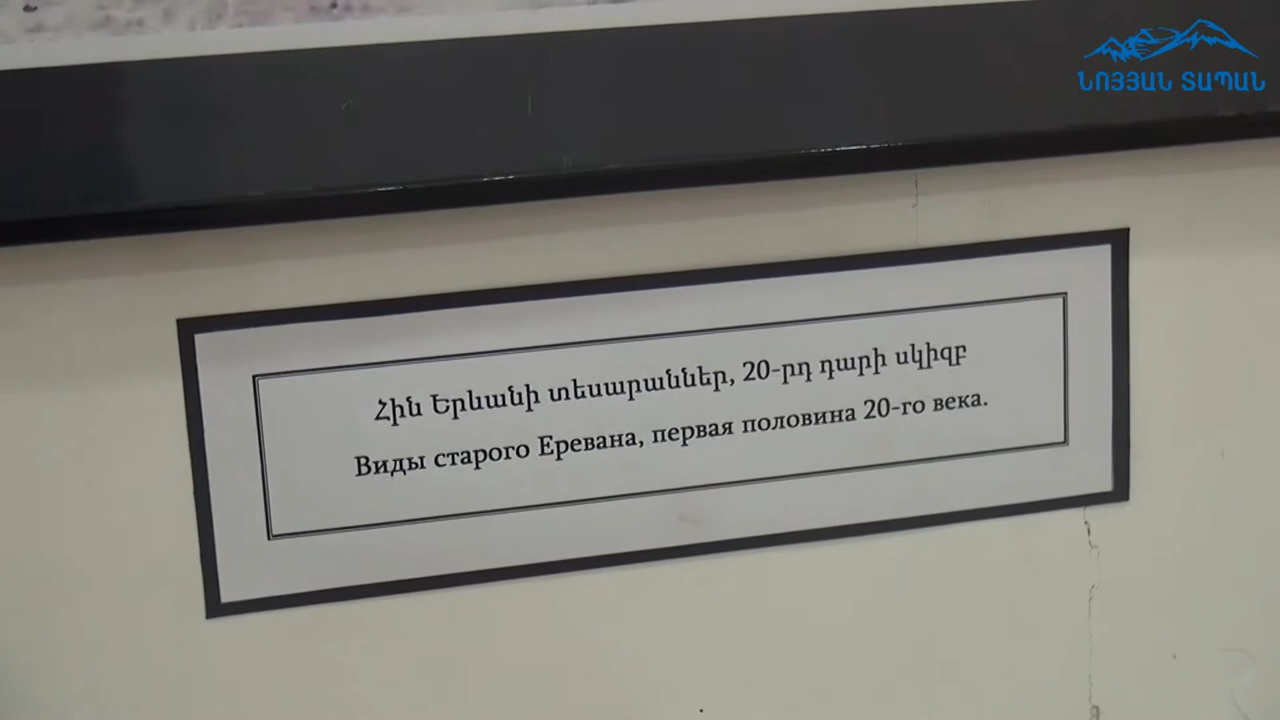 ՆՈՅՅԱՆ ՏԱՊԱՆ
Հին Երևանի տեսարաններ, 20-րդ դարի սկիզբ
Виды старого Еревана, первая половина 20-го века.